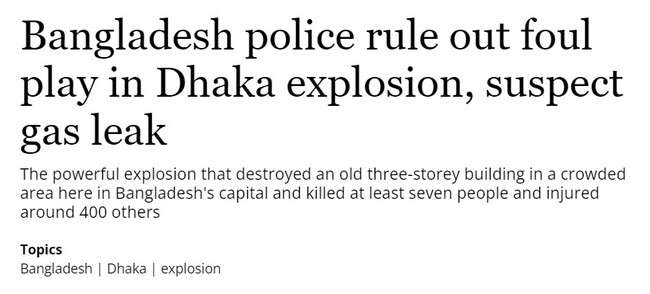 Bangladesh police rule out foul
play in Dhaka explosion, suspect
gas leak
The powerful explosion that destroyed an old three-storey building in a crowded
area here in Bangladesh's capital and killed at least seven people and injured
around 400 others
Topics
Bangladesh | Dhaka | explosion